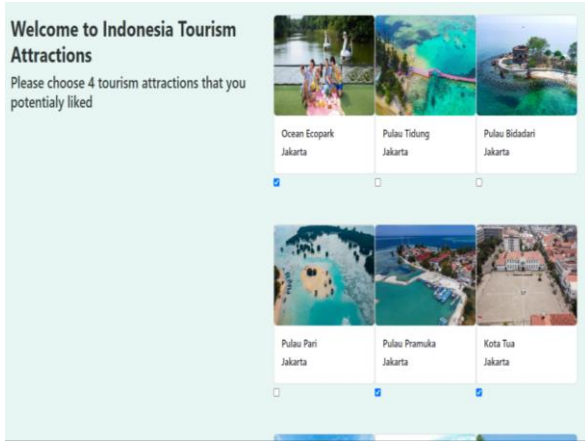 Welcome to Indonesia Tourism
Attractions
Please choose 4 tourism attractions that you
potentialy liked
Ocean Ecopark
Jakarta
Pulau Tidung
Jakarta
Pulau Bidadari
Jakarta
Pulau Pari
Jakarta
Pulau Pramuka
Jakarta
Kota Tua
Jakarta